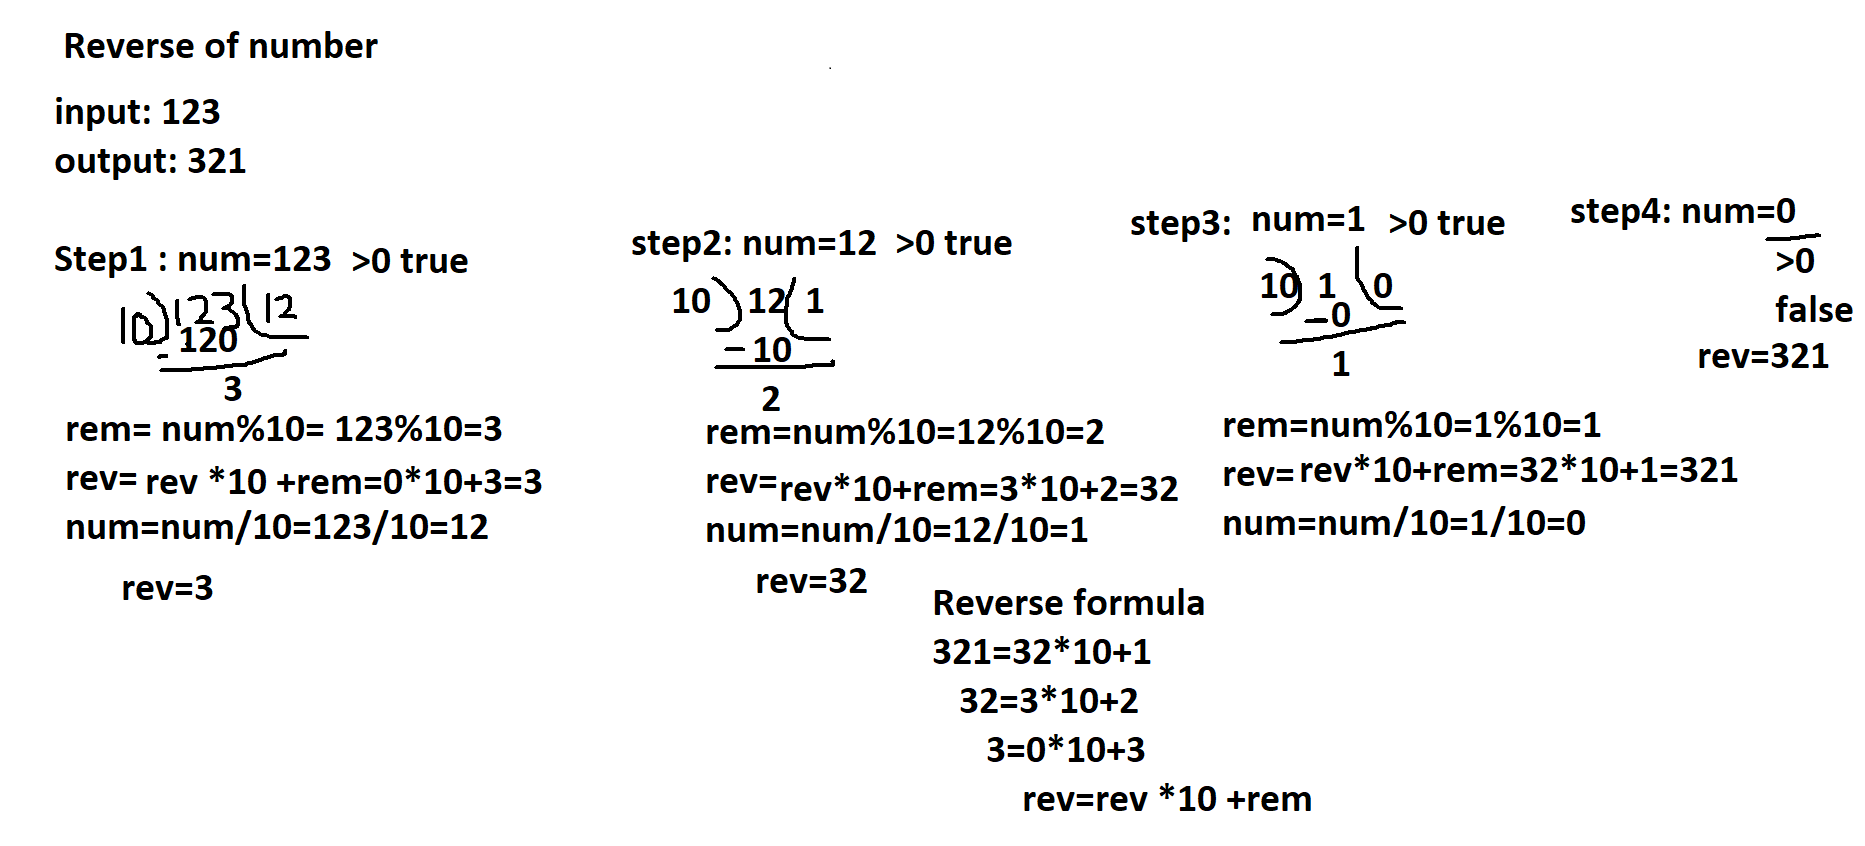 Reverse of number
input: 123
output: 321
Step1 : num=123 >0 true
10 123 12
- 120
3
rem= num%10= 123%10=3
rev= rev *10 +rem=0*10+3=3
num=num/10=123/10=12
rev=3
step2: num=12 >0 true
10 12 1
- 10
2
rem=num%10=12%10=2
rev=rev*10+rem=3*10+2=32
num=num/10=12/10=1
rev=32
step3: num=1 >0 true
10 1 0
-0
1
rem=num%10=1%10=1
rev=rev*10+rem=32*10+1=321
num=num/10=1/10=0
step4: num=0
>0
false
rev=321
Reverse formula
321=32*10+1
32=3*10+2
3=0*10+3
rev=rev *10 +rem